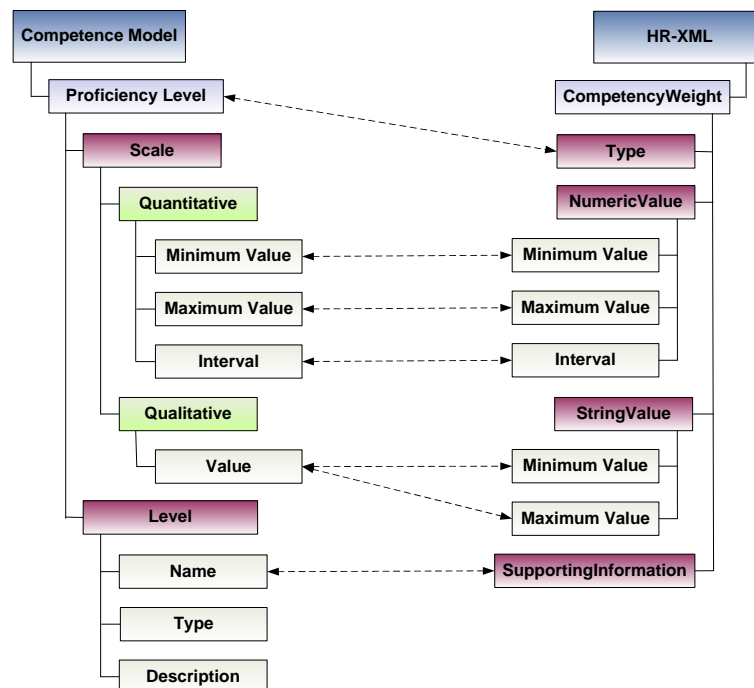 Competence Model
HR-XML
Proficiency Level
CompetencyWeight
Scale
Type
Quantitative
NumericValue
Minimum Value
Minimum Value
Maximum Value
Maximum Value
Interval
Interval
Qualitative
StringValue
Value
Minimum Value
Level
Maximum Value
Name
SupportingInformation
Type
Description